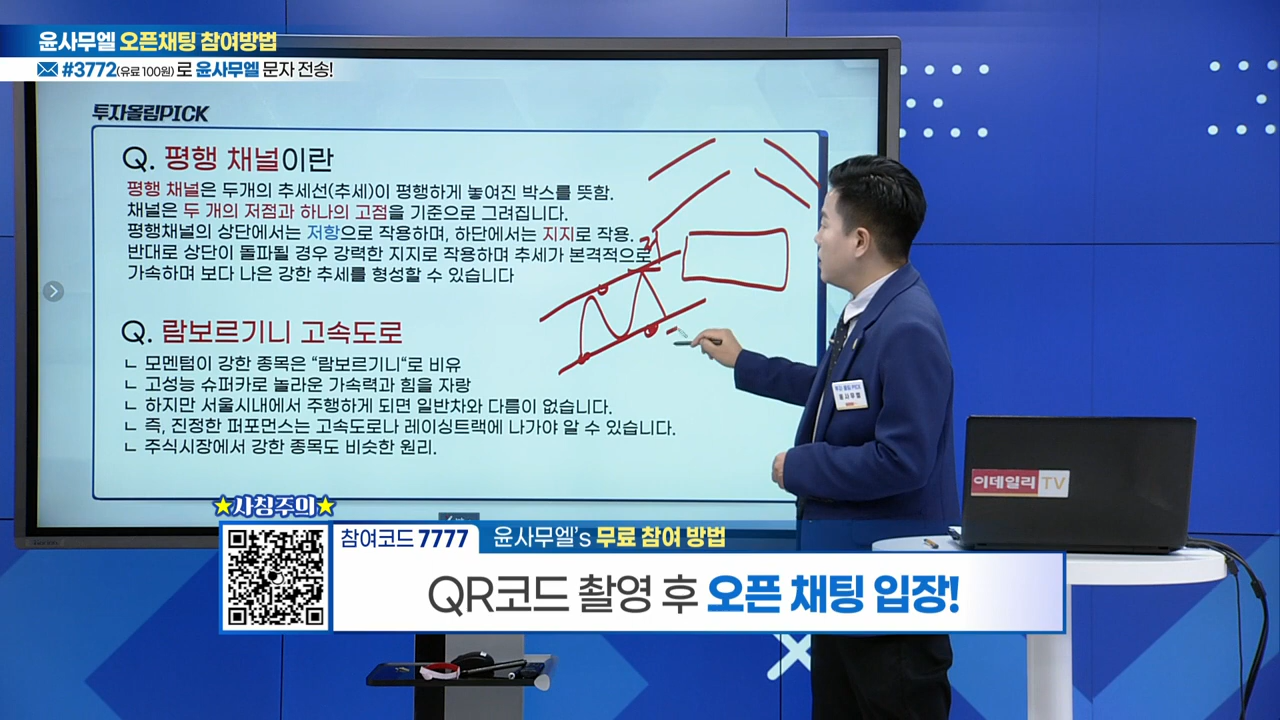 윤사무엘 오픈채팅 참여방법
#3772(유료 100원)로 윤사무엘 문자 전송!
투자올림PICK
Q. 평행 채널이란
평행 채널은 두개의 추세선(추세)이 평행하게 놓여진 박스를 뜻함.
채널은 두 개의 저점과 하나의 고점을 기준으로 그려집니다.
평행채널의 상단에서는 저항으로 작용하며, 하단에서는 지지로 작용.
반대로 상단이 돌파될 경우 강력한 지지로 작용하며 추세가 본격적으로
가속하며 보다 나은 강한 추세를 형성할 수 있습니다
Q. 람보르기니 고속도로
ㄴ 모멘텀이 강한 종목은 “람보르기니“로 비유
ㄴ 고성능 슈퍼카로 놀라운 가속력과 힘을 자랑
ㄴ 하지만 서울시내에서 주행하게 되면 일반차와 다름이 없습니다.
ㄴ 즉, 진정한 퍼포먼스는 고속도로나 레이싱트랙에 나가야 알 수 있습니다.
ㄴ 주식시장에서 강한 종목도 비슷한 원리.
투자 올림 PICK
윤사무엘
이데일리 TV
사칭주의
참여코드 7777
윤사무엘's 무료 참여 방법
QR코드 촬영 후 오픈 채팅 입장!